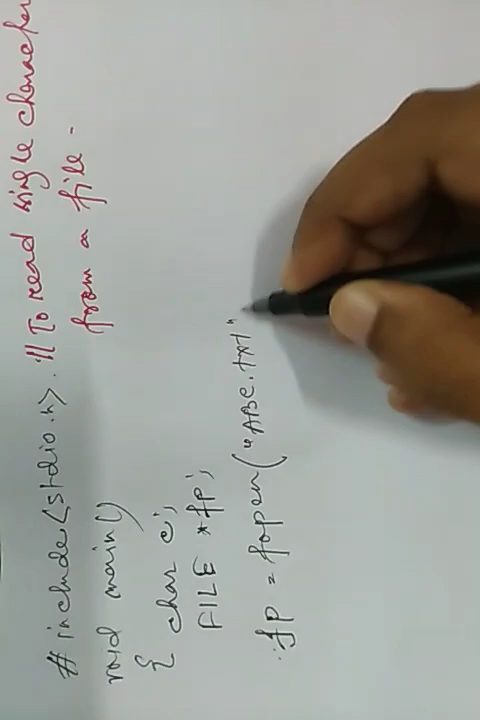 #include<stdio.h>. // To read single character
from a file -
void main()
{ char c;
FILE *fp;
fp = fopen("ABC.txt"